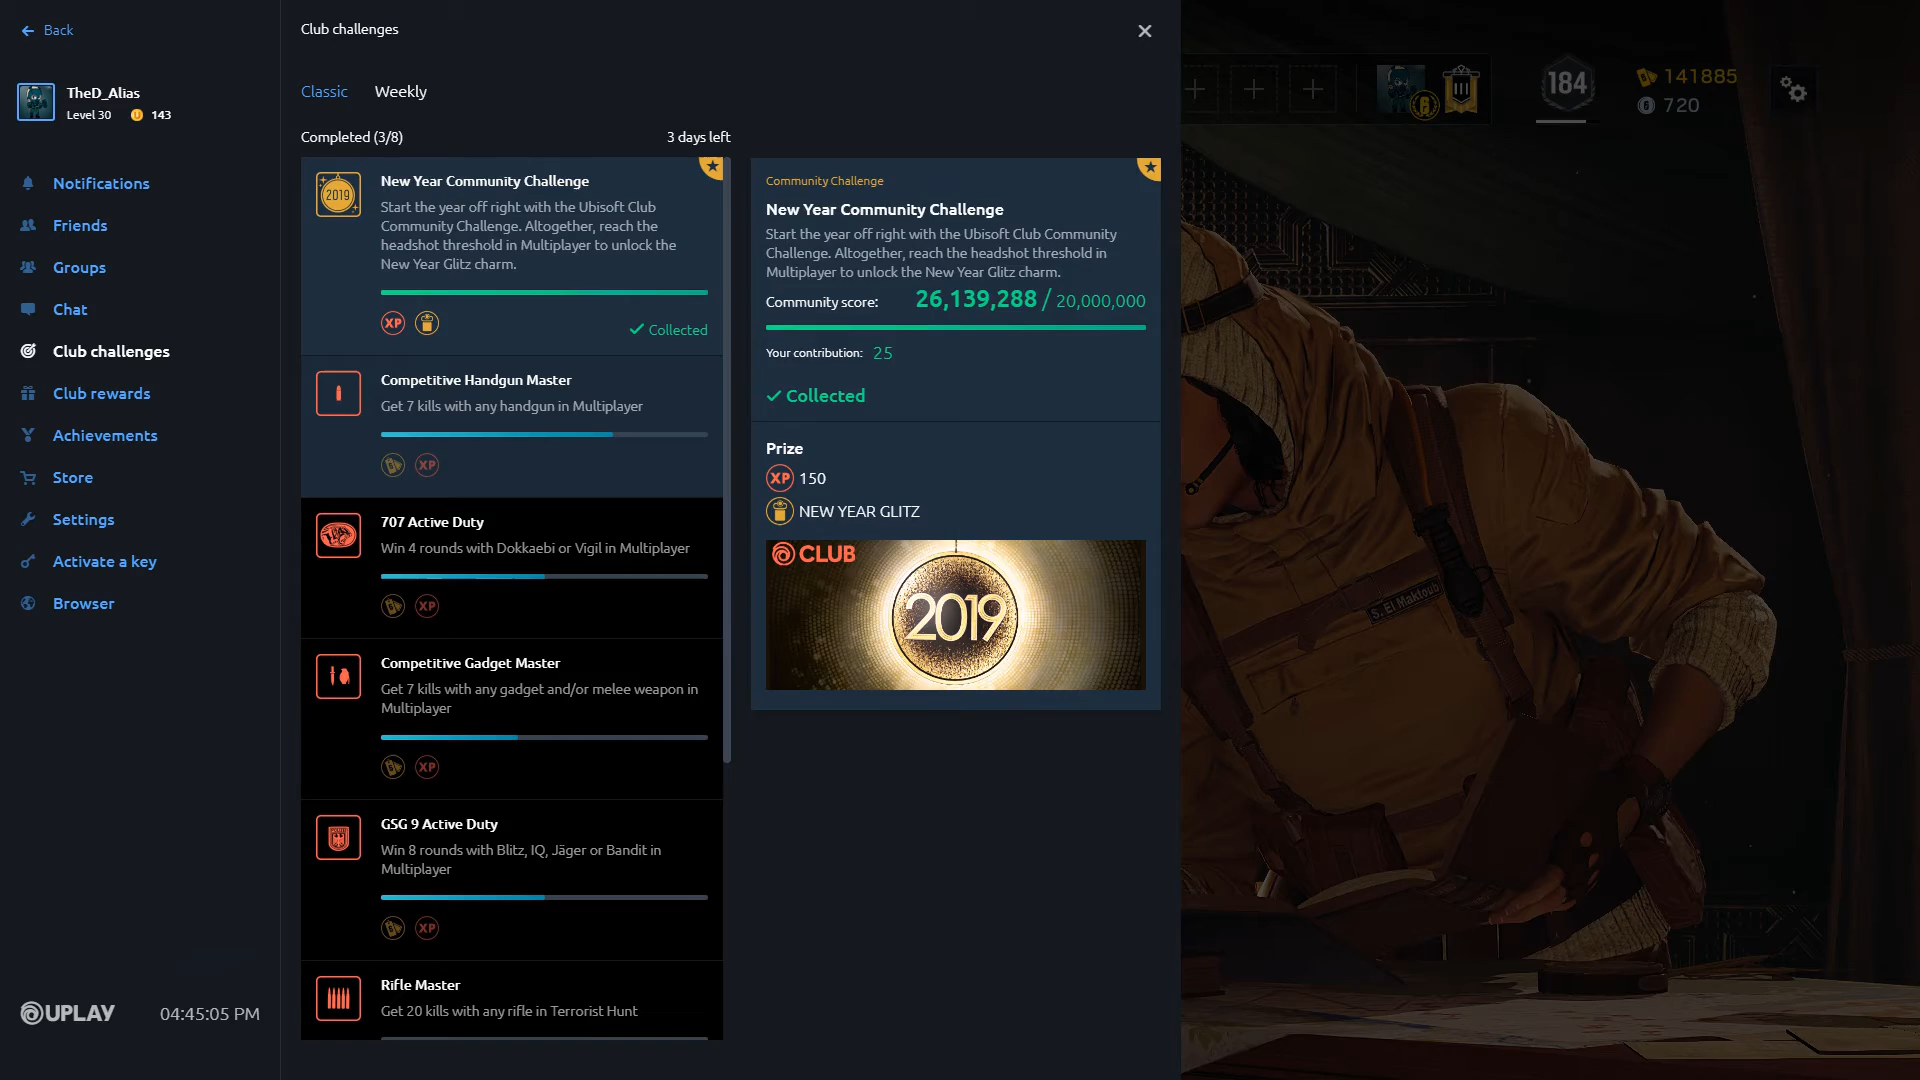 Back
TheD_Alias
Level 30 143
Notifications
Friends
Groups
Chat
Club challenges
Club rewards
Achievements
Store
Settings
Activate a key
Browser
UPLAY 04:45:05 PM
Club challenges
Classic Weekly
Completed (3/8) 3 days left
2019
New Year Community Challenge
Start the year off right with the Ubisoft Club
Community Challenge. Altogether, reach the
headshot threshold in Multiplayer to unlock the
New Year Glitz charm.
XP Collected
Competitive Handgun Master
Get 7 kills with any handgun in Multiplayer
XP
707 Active Duty
Win 4 rounds with Dokkaebi or Vigil in Multiplayer
XP
Competitive Gadget Master
Get 7 kills with any gadget and/or melee weapon in
Multiplayer
XP
GSG 9 Active Duty
Win 8 rounds with Blitz, IQ, Jäger or Bandit in
Multiplayer
XP
Rifle Master
Get 20 kills with any rifle in Terrorist Hunt
Community Challenge
New Year Community Challenge
Start the year off right with the Ubisoft Club Community
Challenge. Altogether, reach the headshot threshold in
Multiplayer to unlock the New Year Glitz charm.
Community score: 26,139,288 / 20,000,000
Your contribution: 25
Collected
Prize
XP 150
NEW YEAR GLITZ
CLUB
2019
III
184
141885
720
S. El Maktoub